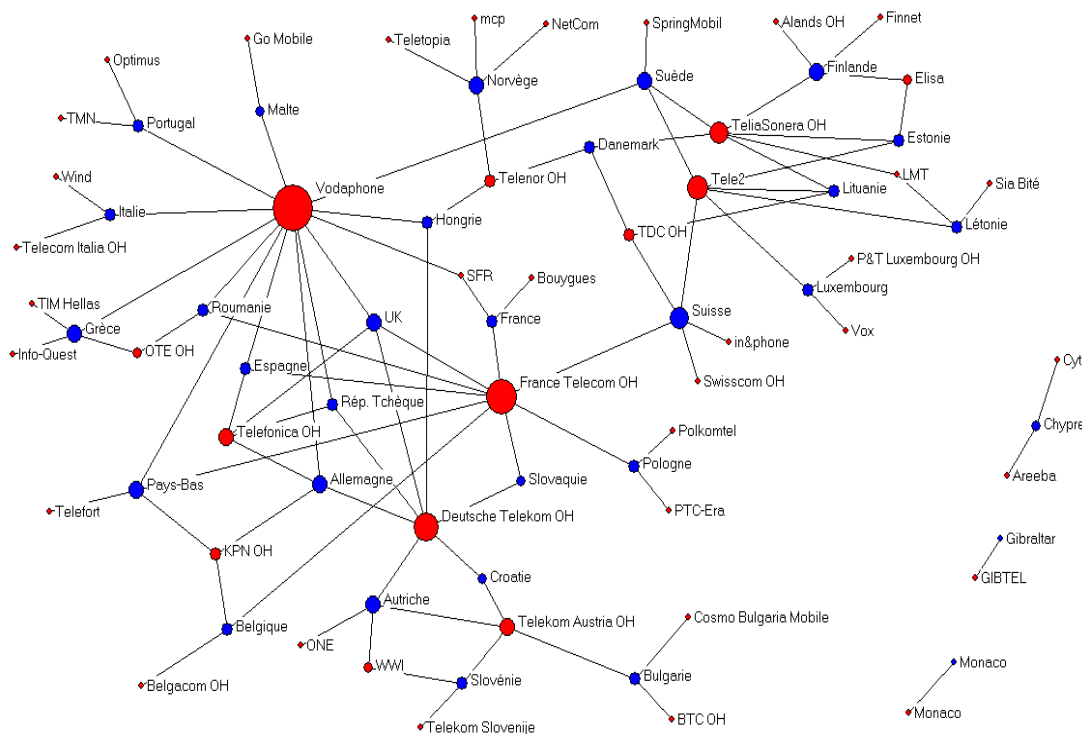 mcp
NetCom
SpringMobil
Alands OH
Finnet
Go Mobile
Teletopia
Optimus
Norvège
Suède
Finlande
Elisa
Malte
TMN
Portugal
TeliaSonera OH
Estonie
Danemark
Wind
Vodaphone
Telenor OH
Tele2
LMT
Lituanie
Sia Bité
Italie
Hongrie
Létonie
Telecom Italia OH
TDC OH
SFR
Bouygues
P&T Luxembourg OH
Luxembourg
TIM Hellas
Roumanie
Grèce
UK
France
Suisse
Vox
Info-Quest
OTE OH
in&phone
Espagne
France Telecom OH
Swisscom OH
Cyt
Rép. Tchèque
Telefonica OH
Polkomtel
Chypre
Pologne
Areeba
Pays-Bas
Allemagne
Slovaquie
Telefort
Deutsche Telekom OH
PTC-Era
Gibraltar
KPN OH
Croatie
GIBTEL
Autriche
Belgique
Telekom Austria OH
Cosmo Bulgaria Mobile
ONE
WWI
Monaco
Belgacom OH
Slovénie
Bulgarie
Monaco
Telekom Slovenije
BTC OH